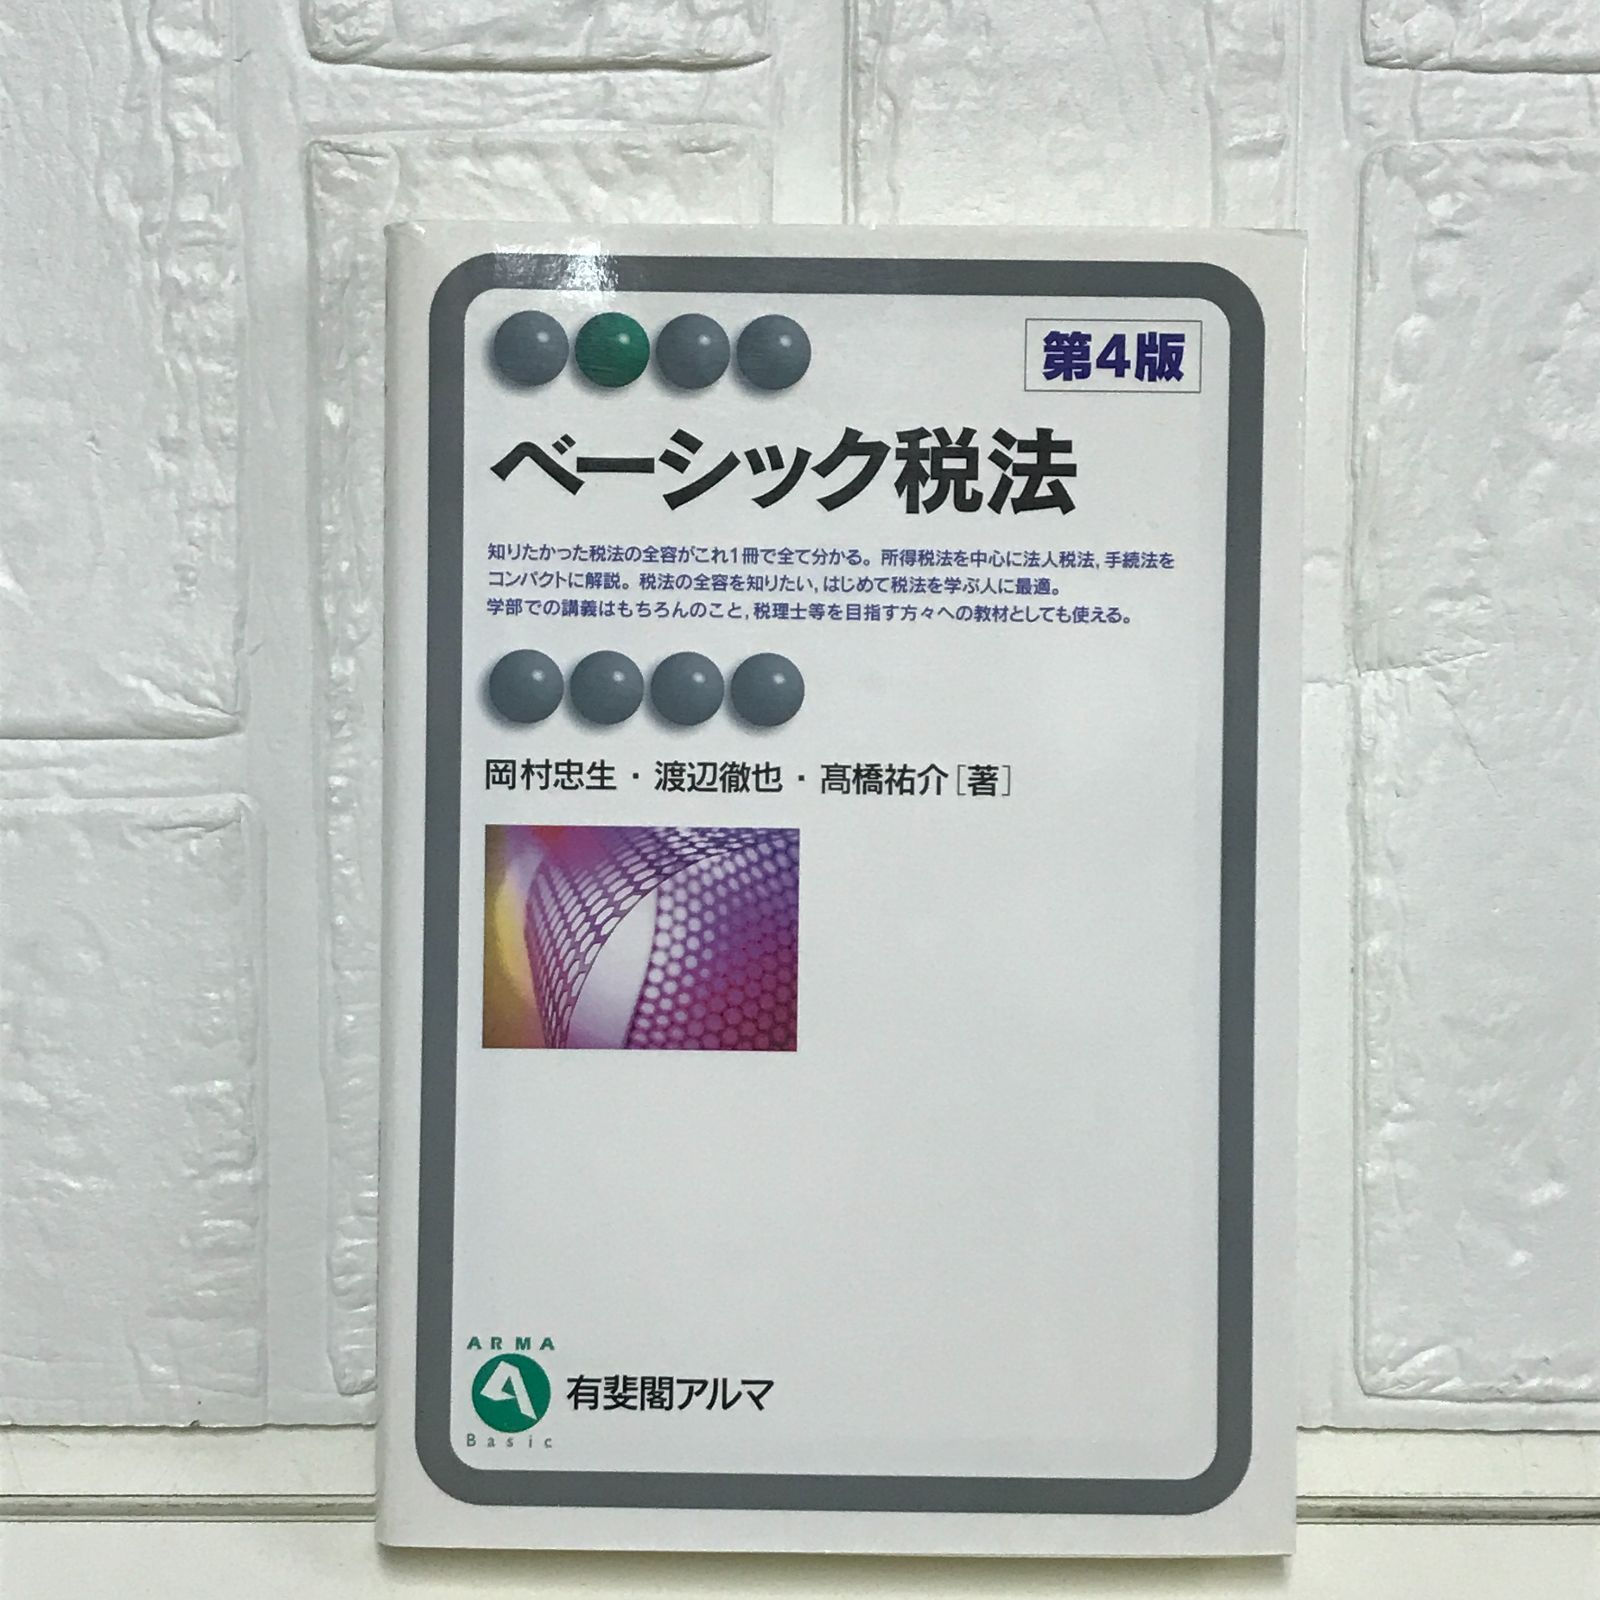 第4版
ベーシック税法
知りたかった税法の全容がこれ1冊で全て分かる。所得税法を中心に法人税法,手続法を
コンパクトに解説。税法の全容を知りたい,はじめて税法を学ぶ人に最適。
学部での講義はもちろんのこと,税理士等を目指す方々への教材としても使える。
岡村忠生・渡辺徹也・髙橋祐介[著]
ARMA
有斐閣アルマ
Basic